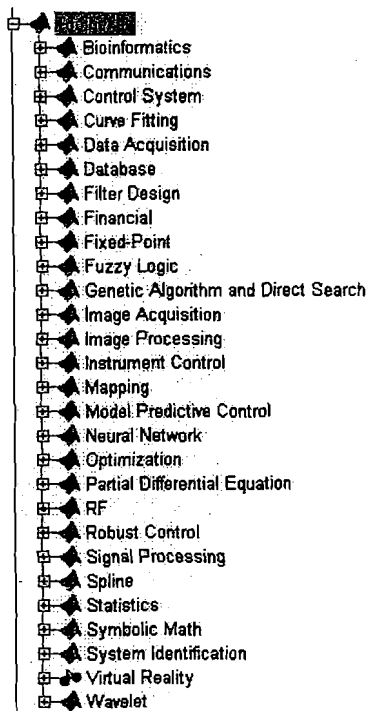 Bioinformatics
Communications
Control System
Curve Fitting
Data Acquisition
Database
Filter Design
Financial
Fixed-Point
Fuzzy Logic
Genetic Algorithm and Direct Search
Image Acquisition
Image Processing
Instrument Control
Mapping
Model Predictive Control
Neural Network
Optimization
Partial Differential Equation
RF
Robust Control
Signal Processing
Spline
Statistics
Symbolic Math
System Identification
Virtual Reality
Wavelet